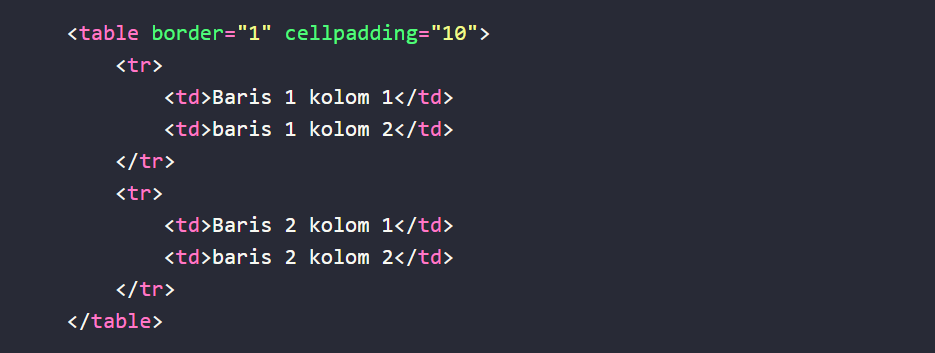 <table border="1" cellpadding="10">
<tr>
<td>Baris 1 kolom 1</td>
<td>baris 1 kolom 2</td>
</tr>
<tr>
<td>Baris 2 kolom 1</td>
<td>baris 2 kolom 2</td>
</tr>
</table>